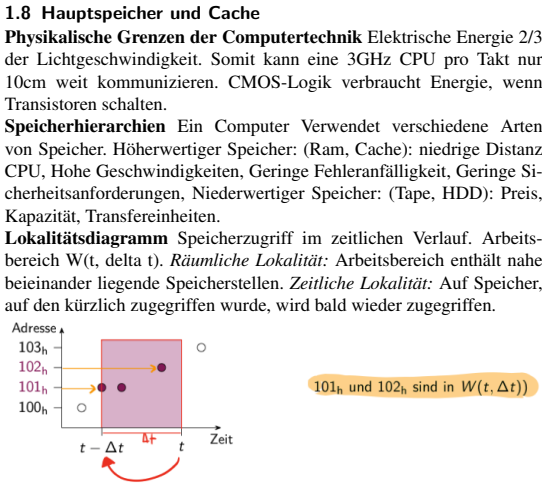 1.8 Hauptspeicher und Cache
Physikalische Grenzen der Computertechnik Elektrische Energie 2/3
der Lichtgeschwindigkeit. Somit kann eine 3GHz CPU pro Takt nur
10cm weit kommunizieren. CMOS-Logik verbraucht Energie, wenn
Transistoren schalten.
Speicherhierarchien Ein Computer Verwendet verschiedene Arten
von Speicher. Höherwertiger Speicher: (Ram, Cache): niedrige Distanz
CPU, Hohe Geschwindigkeiten, Geringe Fehleranfälligkeit, Geringe Si-
cherheitsanforderungen, Niederwertiger Speicher: (Tape, HDD): Preis,
Kapazität, Transfereinheiten.
Lokalitätsdiagramm Speicherzugriff im zeitlichen Verlauf. Arbeits-
bereich W(t, delta t). Räumliche Lokalität: Arbeitsbereich enthält nahe
beieinander liegende Speicherstellen. Zeitliche Lokalität: Auf Speicher,
auf den kürzlich zugegriffen wurde, wird bald wieder zugegriffen.
Adresse
103h
102h
101h
100h
101h und 102h sind in W(t, Δt))
Δt
Zeit
t − Δt
t